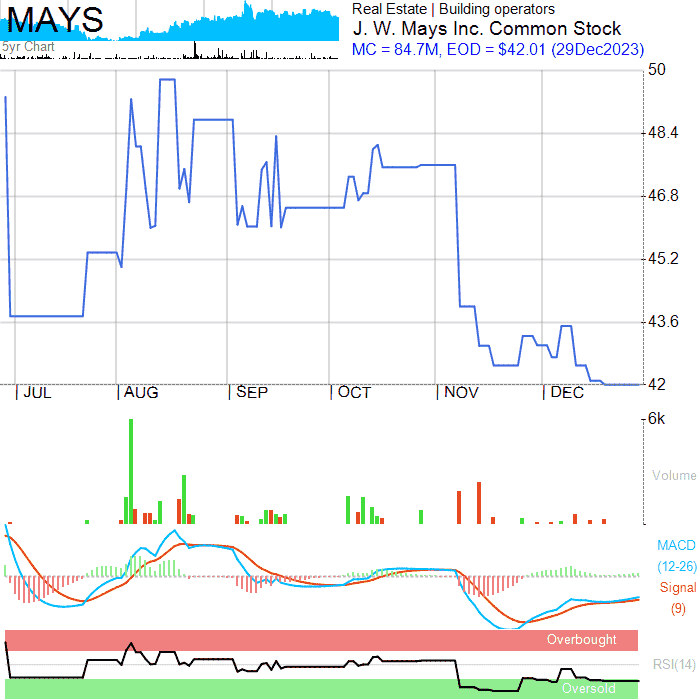 MAYS
5yr Chart
Real Estate | Building operators
J. W. Mays Inc. Common Stock
MC = 84.7M, EOD = $42.01 (29Dec2023)
50
48.4
46.8
45.2
43.6
42
JUL AUG SEP OCT NOV DEC
6k
Volume
MACD
(12-26)
Signal
(9)
Overbought
RSI(14)
Oversold